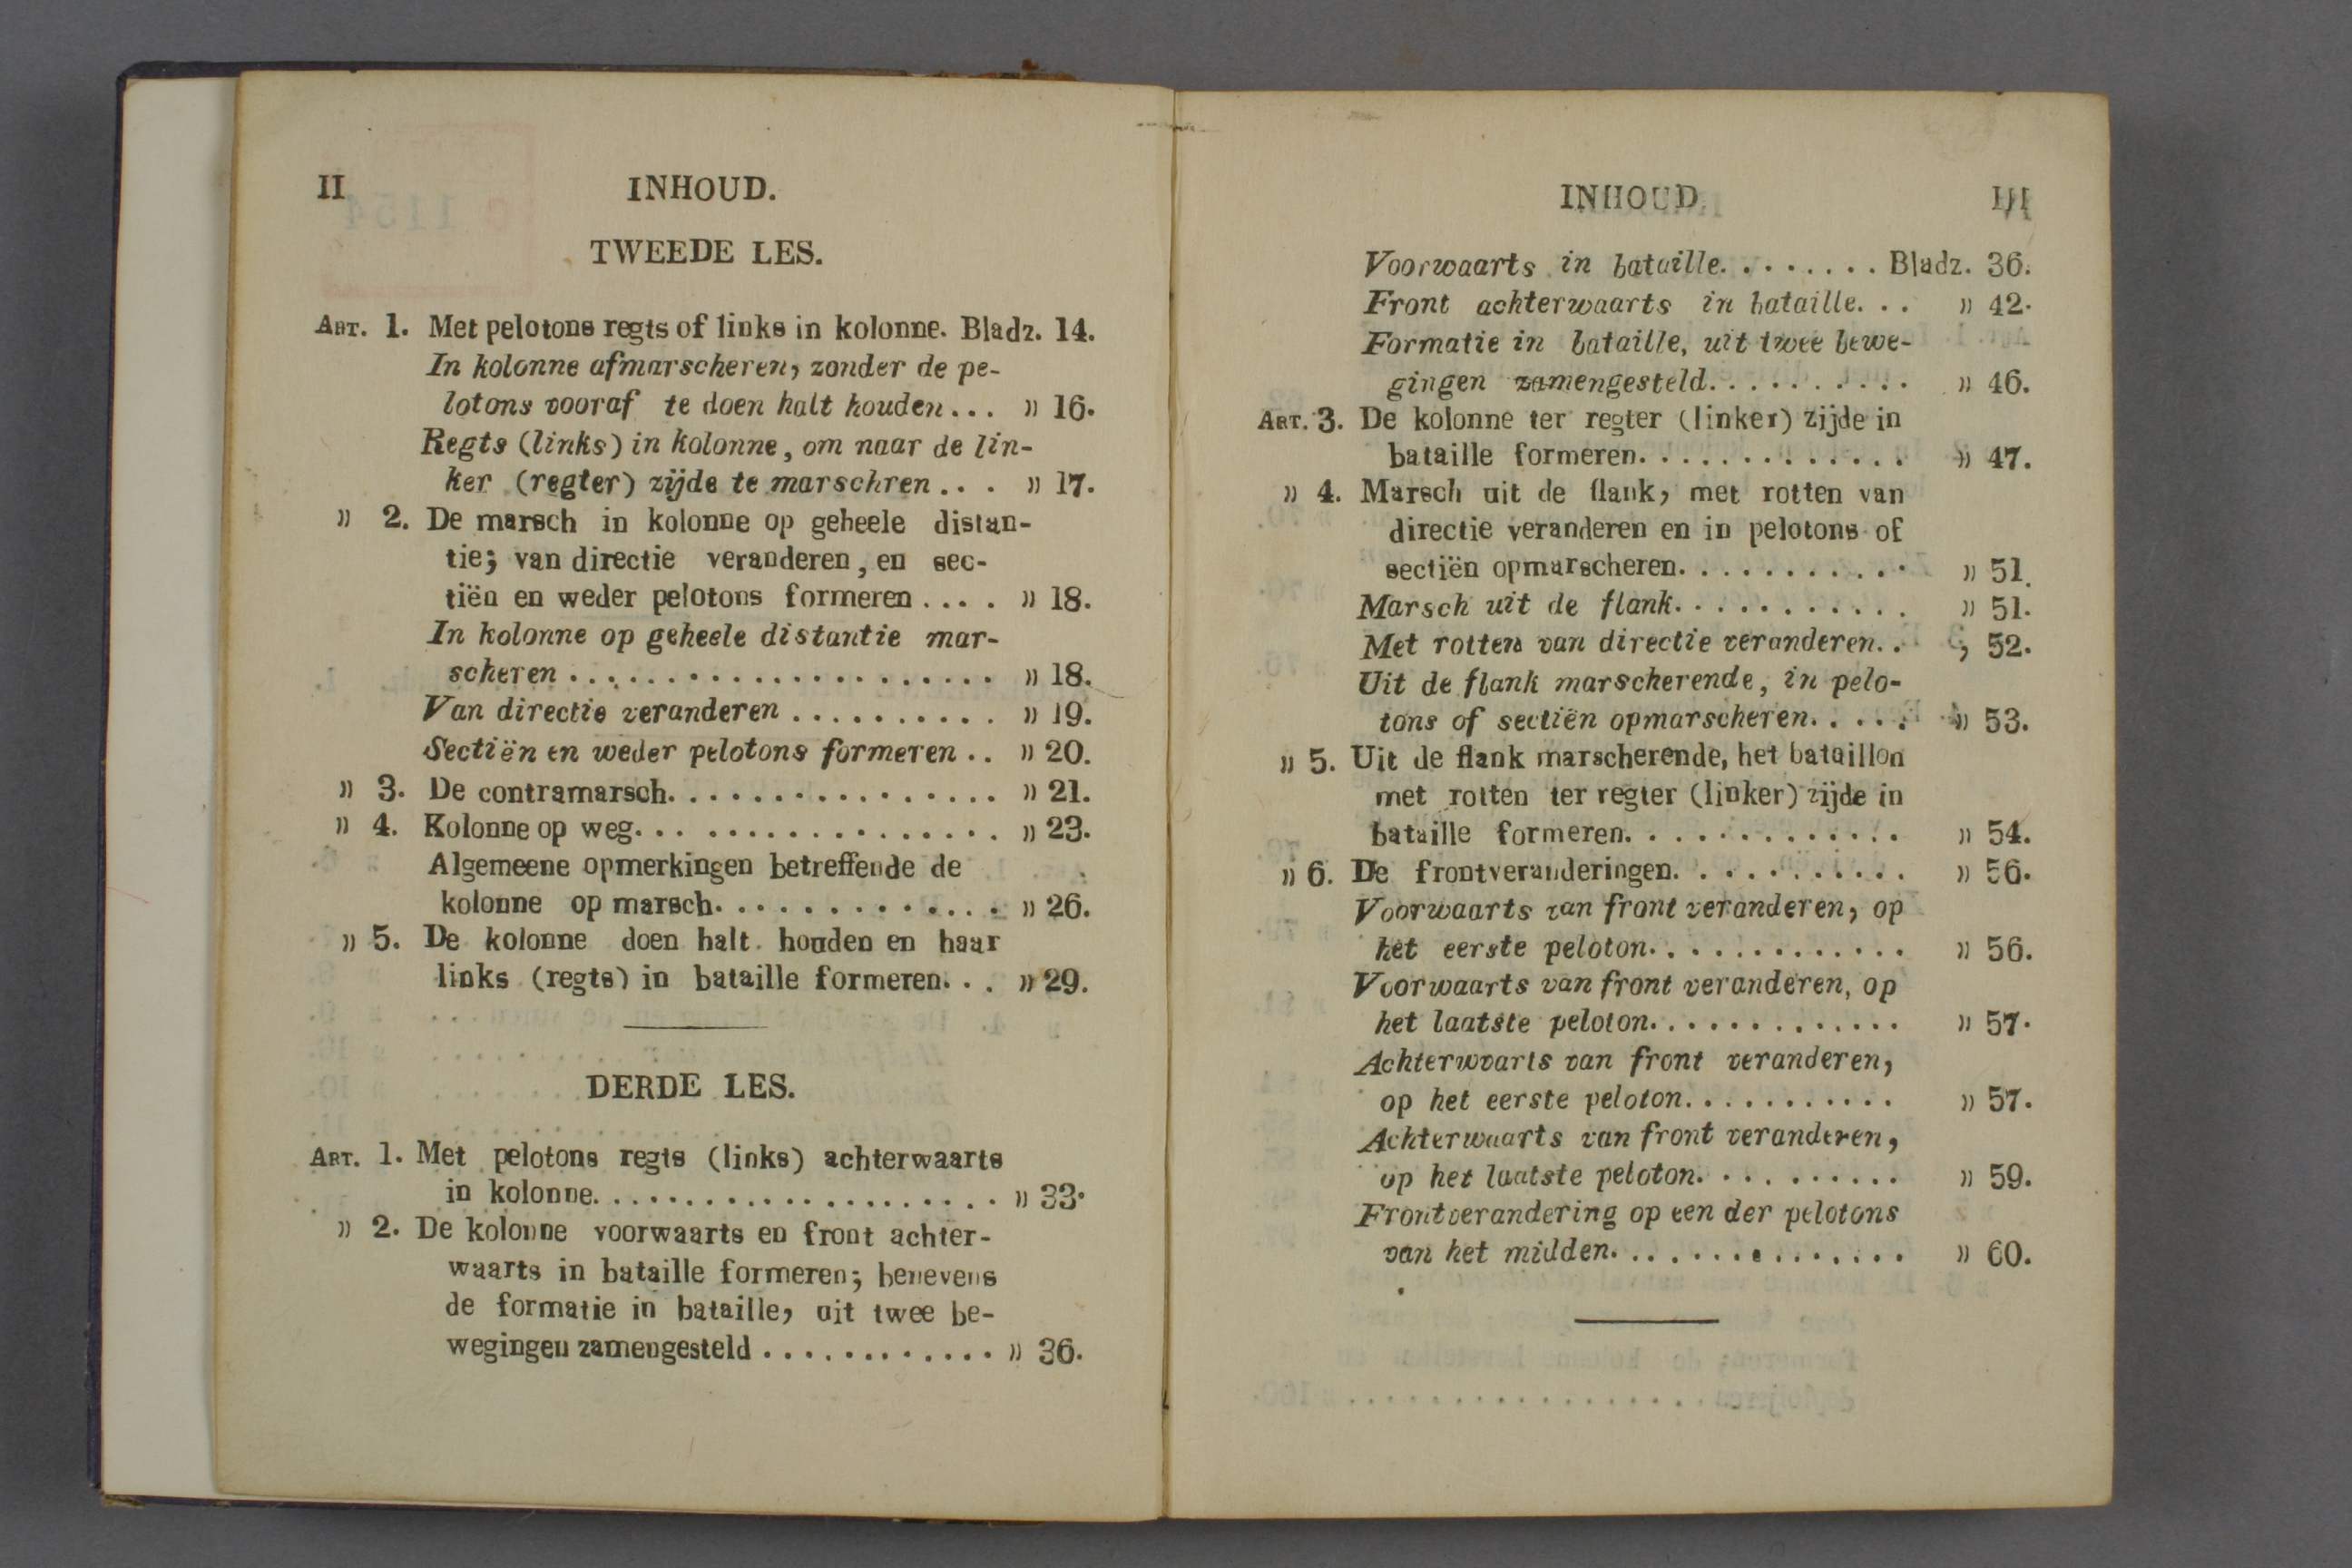 II INHOUD.
TWEEDE LES.
ART. 1. Met pelotons regts of links in kolonne. Bladz. 14.
In kolonne afmarscheren, zonder de pe-
lotons vooraf te doen halt houden... » 16.
Regts (links) in kolonne, om naar de lin-
ker (regter) zijde te marschren... » 17.
» 2. De marsch in kolonne op geheele distan-
tie; van directie veranderen, en sec-
tiën en weder pelotons formeren.... » 18.
In kolonne op geheele distantie mar-
scheren..................... » 18.
Van directie veranderen.......... » 19.
Sectiën en weder pelotons formeren.. » 20.
» 3. De contramarsch................ » 21.
» 4. Kolonne op weg.................. » 23.
Algemeene opmerkingen betreffende de
kolonne op marsch.............. » 26.
» 5. De kolonne doen halt houden en haar
links (regts) in bataille formeren... » 29.
DERDE LES.
ART. 1. Met pelotons regts (links) achterwaarts
in kolonne.................... » 33.
» 2. De kolonne voorwaarts en front achter-
waarts in bataille formeren; benevens
de formatie in bataille, uit twee be-
wegingen zamengesteld............ » 36.
INHOUD III
Voorwaarts in bataille........ Bladz. 36.
Front achterwaarts in bataille... » 42.
Formatie in bataille, uit twee bewe-
gingen zamengesteld.......... » 46.
ART. 3. De kolonne ter regter (linker) zijde in
bataille formeren............. » 47.
» 4. Marsch uit de flank, met rotten van
directie veranderen en in pelotons of
sectiën opmarscheren........... » 51.
Marsch uit de flank............ » 51.
Met rotten van directie veranderen.. , 52.
Uit de flank marscherende, in pelo-
tons of sectiën opmarscheren..... » 53.
» 5. Uit de flank marscherende, het bataillon
met rotten ter regter (linker) zijde in
bataille formeren............. » 54.
» 6. De frontveranderingen........... » 56.
Voorwaarts van front veranderen, op
het eerste peloton............. » 56.
Voorwaarts van front veranderen, op
het laatste peloton............. » 57.
Achterwvarts van front veranderen,
op het eerste peloton........... » 57.
Achterwaarts van front veranderen,
op het laatste peloton.......... » 59.
Frontverandering op een der pelotons
van het midden.............. » 60.